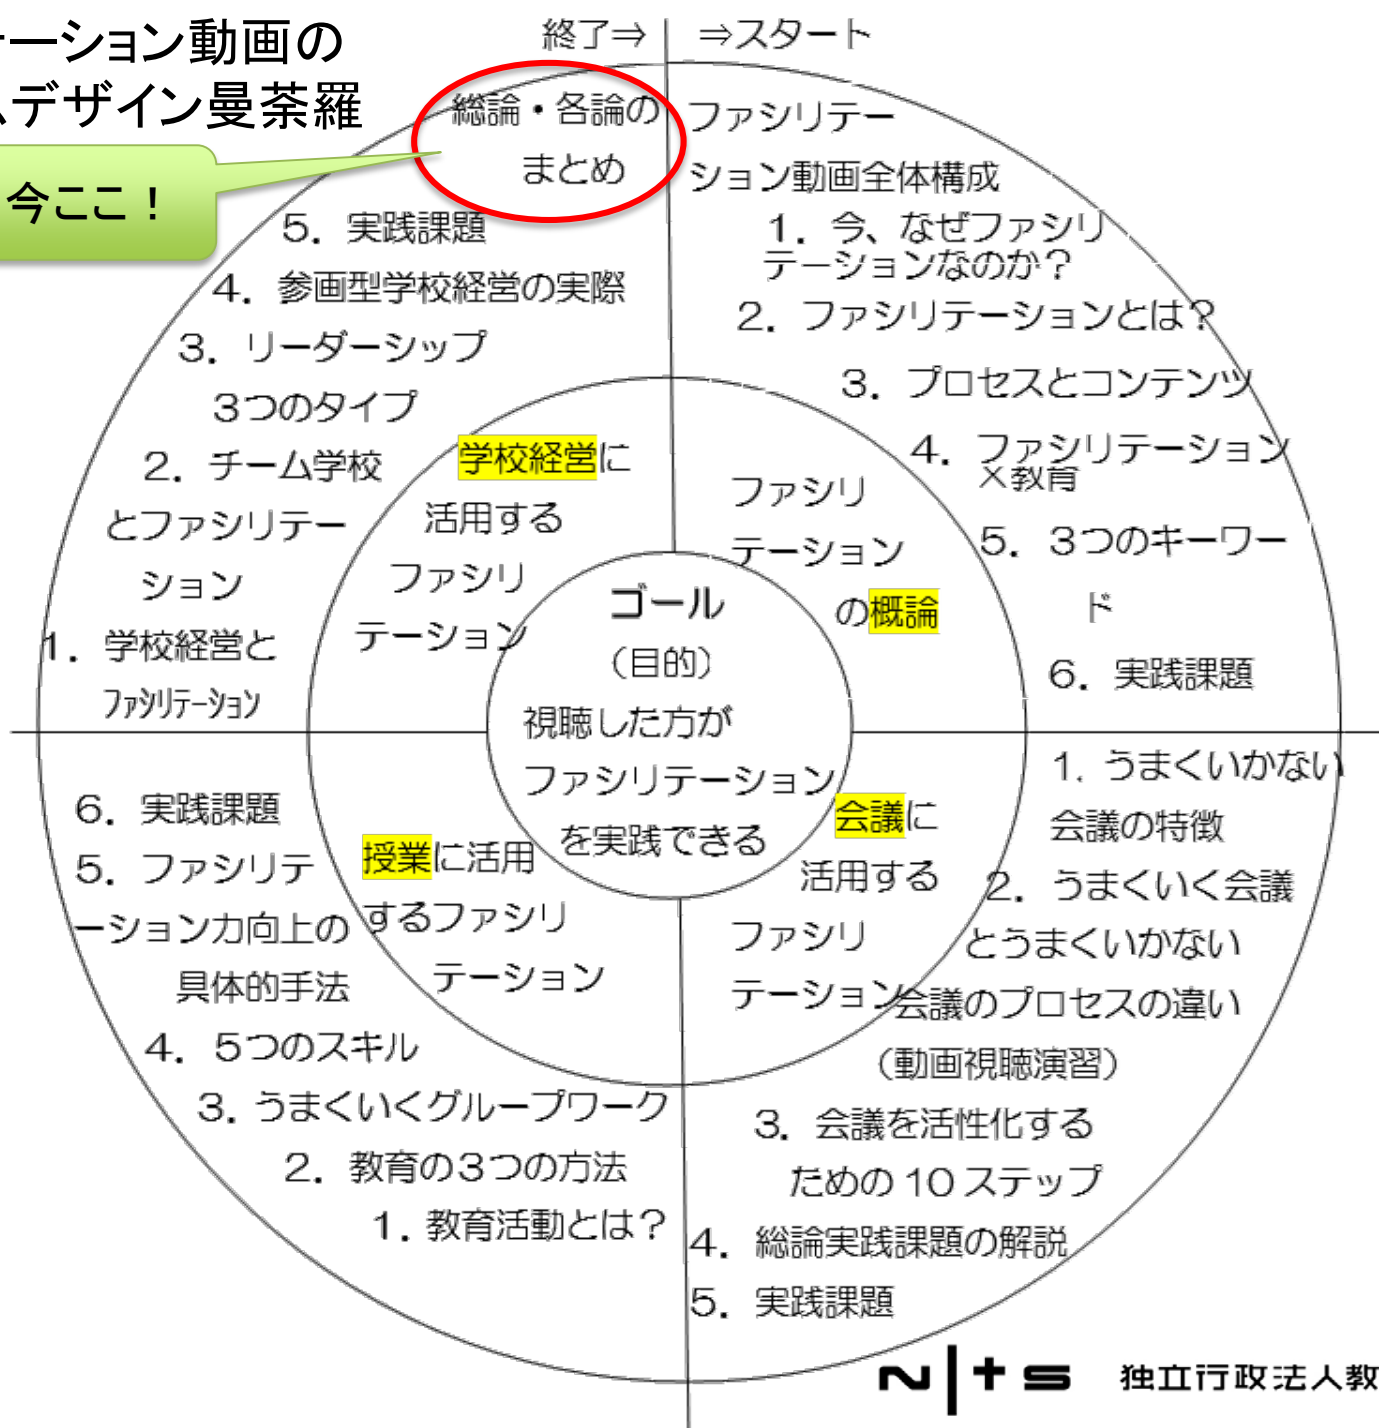 ーション動画の
デザイン曼荼羅
今ここ！
終了⇒
⇒スタート
ファシリテー
ション動画全体構成
1．今、なぜファシリ
テーションなのか？
2．ファシリテーションとは？
3．プロセスとコンテンツ
4．ファシリテーション
×教育
5．3つのキーワー
ド
6．実践課題
ファシリ
テーション
の概論
1．うまくいかない
会議の特徴
2．うまくいく会議
とうまくいかない
会議のプロセスの違い
（動画視聴演習）
3．会議を活性化する
ための10ステップ
4．総論実践課題の解説
5．実践課題
会議に
活用する
ファシリ
テーション
1．教育活動とは？
2．教育の3つの方法
3．うまくいくグループワーク
4．5つのスキル
5．ファシリテ
ーション力向上の
具体的手法
6．実践課題
授業に活用
するファシリ
テーション
1．学校経営と
ファシリテーション
2．チーム学校
とファシリテー
ション
3．リーダーシップ
3つのタイプ
4．参画型学校経営の実際
5．実践課題
総論・各論の
まとめ
学校経営に
活用する
ファシリ
テーション
ゴール
（目的）
視聴した方が
ファシリテーション
を実践できる
N|+S 独立行政法人教